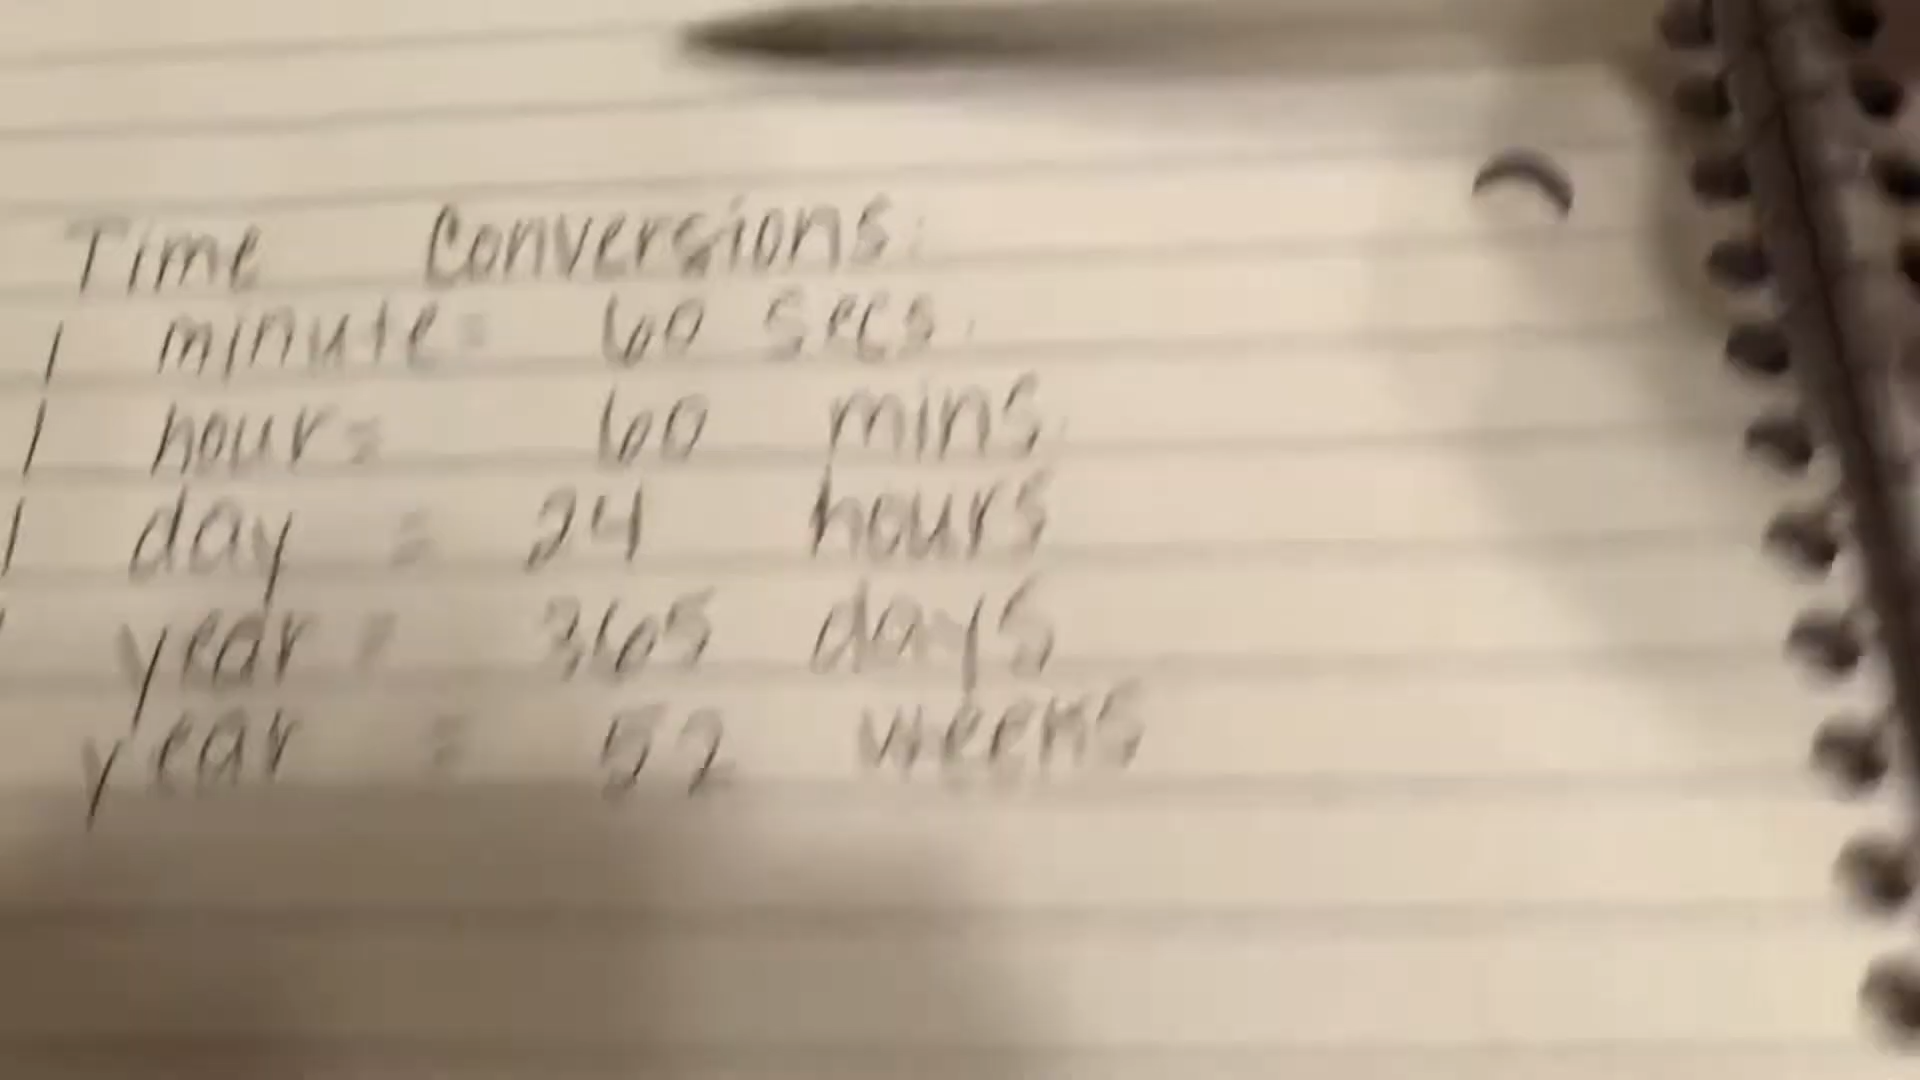 Time Conversions:
1 minute = 60 secs.
1 hour = 60 mins.
1 day = 24 hours
1 year = 365 days
year = 52 weeks